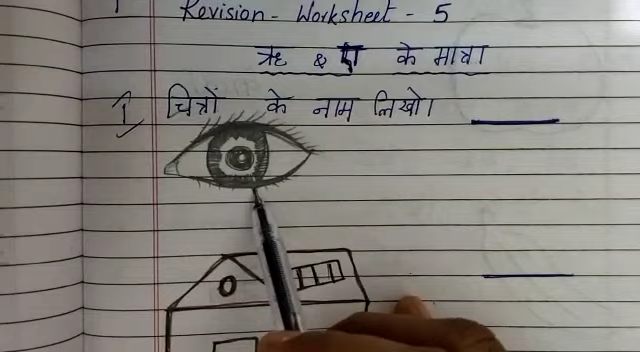 Revision - Worksheet - 5
ऋ & ए के मात्रा
1. चित्रों के नाम लिखो।